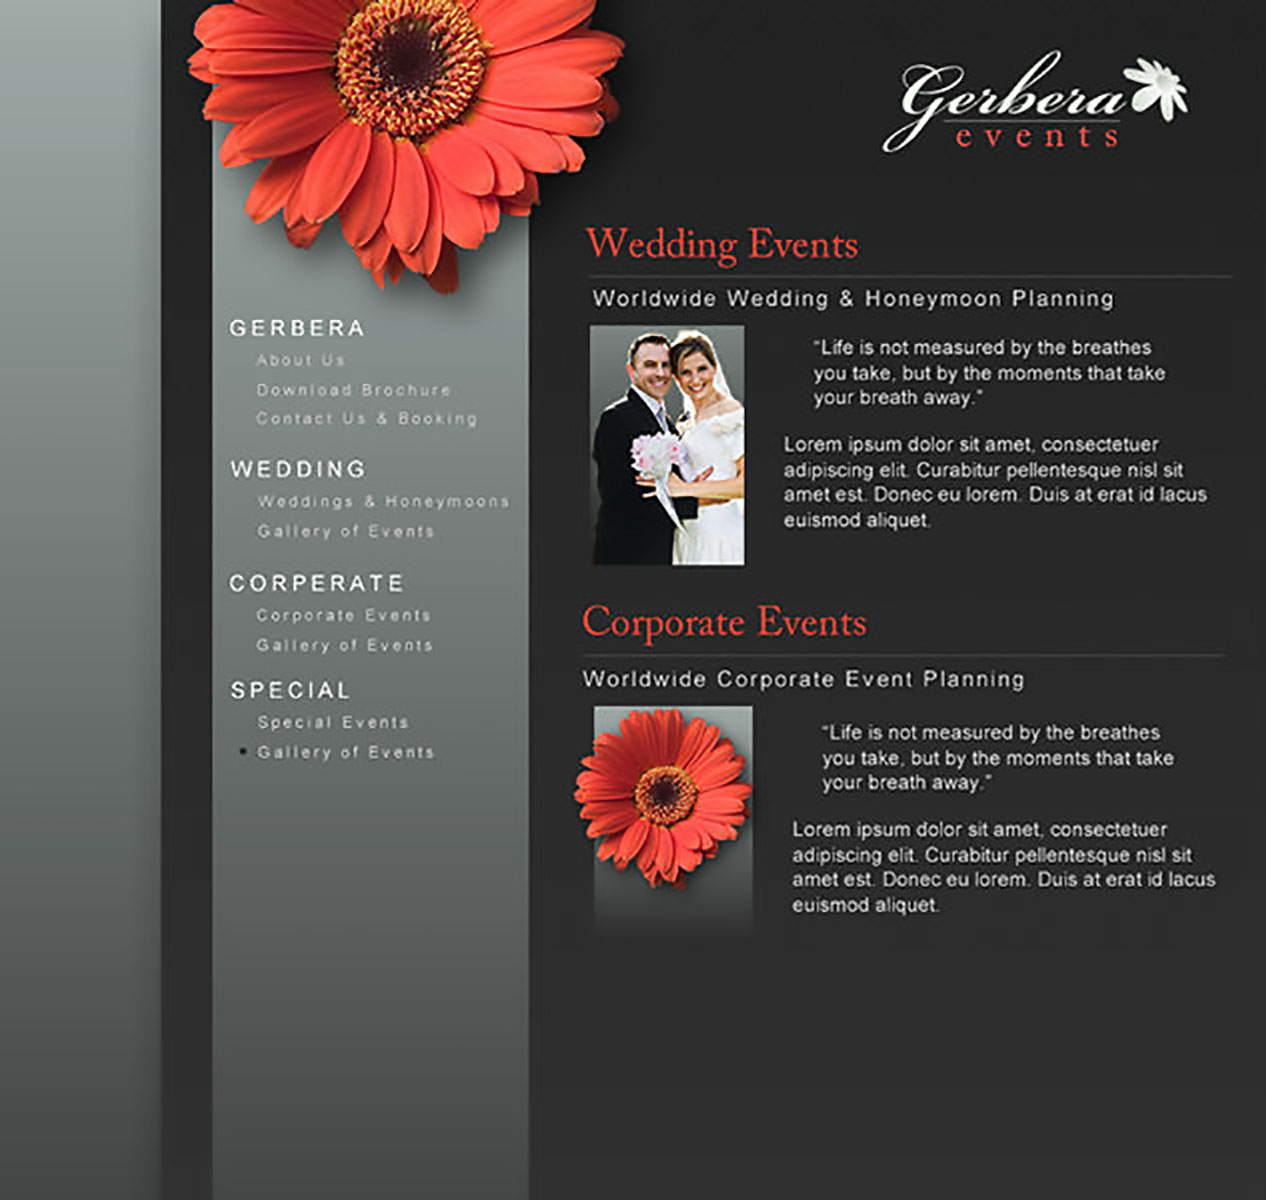 Gerbera
events
GERBERA
About Us
Download Brochure
Contact Us & Booking
WEDDING
Weddings & Honeymoons
Gallery of Events
CORPERATE
Corporate Events
Gallery of Events
SPECIAL
Special Events
Gallery of Events
Wedding Events
Worldwide Wedding & Honeymoon Planning
“Life is not measured by the breathes
you take, but by the moments that take
your breath away.”
Lorem ipsum dolor sit amet, consectetuer
adipiscing elit. Curabitur pellentesque nisl sit
amet est. Donec eu lorem. Duis at erat id lacus
euismod aliquet.
Corporate Events
Worldwide Corporate Event Planning
“Life is not measured by the breathes
you take, but by the moments that take
your breath away.”
Lorem ipsum dolor sit amet, consectetuer
adipiscing elit. Curabitur pellentesque nisl sit
amet est. Donec eu lorem. Duis at erat id lacus
euismod aliquet.